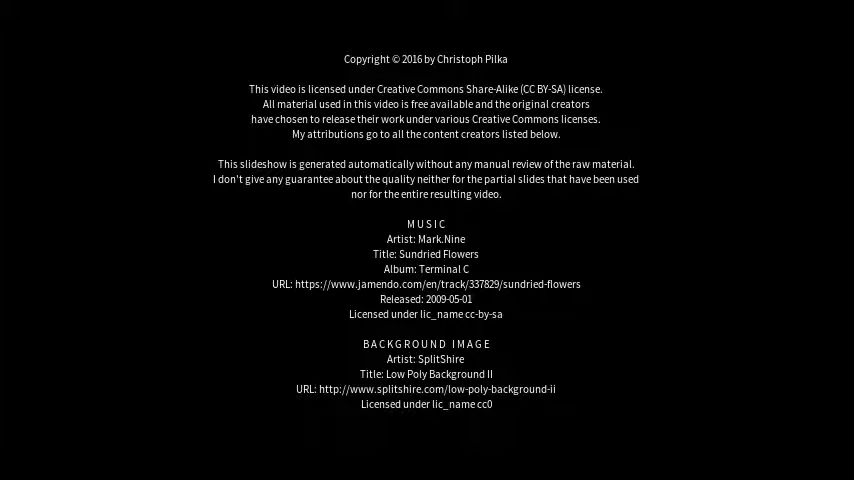 Copyright © 2016 by Christoph Pilka
This video is licensed under Creative Commons Share-Alike (CC BY-SA) license.
All material used in this video is free available and the original creators
have chosen to release their work under various Creative Commons licenses.
My attributions go to all the content creators listed below.
This slideshow is generated automatically without any manual review of the raw material.
I don't give any guarantee about the quality neither for the partial slides that have been used
nor for the entire resulting video.
M U S I C
Artist: Mark.Nine
Title: Sundried Flowers
Album: Terminal C
URL: https://www.jamendo.com/en/track/337829/sundried-flowers
Released: 2009-05-01
Licensed under lic_name cc-by-sa
B A C K G R O U N D   I M A G E
Artist: SplitShire
Title: Low Poly Background II
URL: http://www.splitshire.com/low-poly-background-ii
Licensed under lic_name cc0